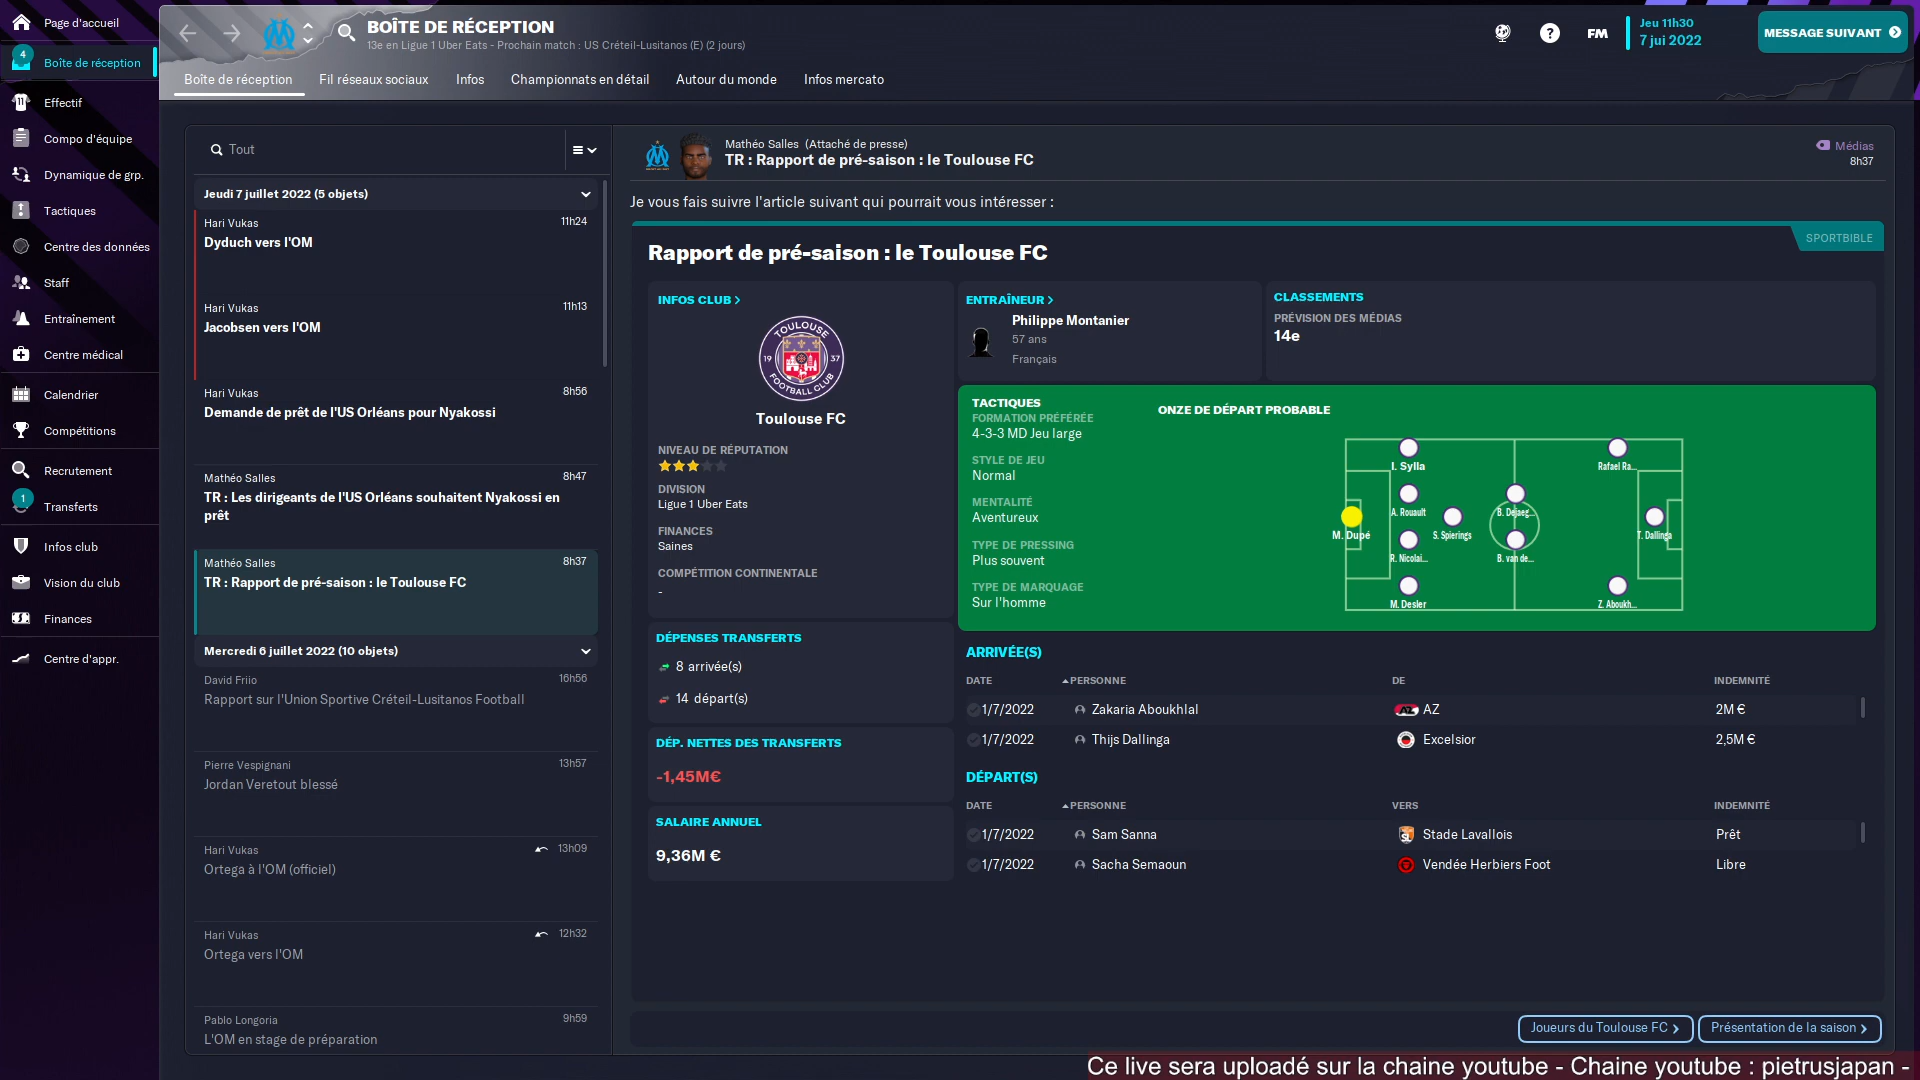 Page d'accueil
4
Boîte de réception
Effectif
Compo d'équipe
Dynamique de grp.
Tactiques
Centre des données
Staff
Entraînement
Centre médical
Calendrier
Compétitions
Recrutement
1
Transferts
Infos club
Vision du club
Finances
Centre d'appr.
BOÎTE DE RÉCEPTION
13e en Ligue 1 Uber Eats - Prochain match : US Créteil-Lusitanos (E) (2 jours)
FM
Jeu 11h30
7 jui 2022
MESSAGE SUIVANT
Boîte de réception
Fil réseaux sociaux
Infos
Championnats en détail
Autour du monde
Infos mercato
Tout
Jeudi 7 juillet 2022 (5 objets)
Hari Vukas 11h24
Dyduch vers l'OM
Hari Vukas 11h13
Jacobsen vers l'OM
Hari Vukas 8h56
Demande de prêt de l'US Orléans pour Nyakossi
Mathéo Salles 8h47
TR : Les dirigeants de l'US Orléans souhaitent Nyakossi en
prêt
Mathéo Salles 8h37
TR : Rapport de pré-saison : le Toulouse FC
Mercredi 6 juillet 2022 (10 objets)
David Friio 16h56
Rapport sur l'Union Sportive Créteil-Lusitanos Football
Pierre Vespignani 13h57
Jordan Veretout blessé
Hari Vukas 13h09
Ortega à l'OM (officiel)
Hari Vukas 12h32
Ortega vers l'OM
Pablo Longoria 9h59
L'OM en stage de préparation
Mathéo Salles (Attaché de presse)
TR : Rapport de pré-saison : le Toulouse FC
Médias
8h37
Je vous fais suivre l'article suivant qui pourrait vous intéresser :
SPORTBIBLE
Rapport de pré-saison : le Toulouse FC
INFOS CLUB
TOULOUSE
19 37
FOOTBALL CLUB
Toulouse FC
NIVEAU DE RÉPUTATION
DIVISION
Ligue 1 Uber Eats
FINANCES
Saines
COMPÉTITION CONTINENTALE
-
DÉPENSES TRANSFERTS
8 arrivée(s)
14 départ(s)
DÉP. NETTES DES TRANSFERTS
-1,45M€
SALAIRE ANNUEL
9,36M €
ENTRAÎNEUR
Philippe Montanier
57 ans
Français
CLASSEMENTS
PRÉVISION DES MÉDIAS
14e
TACTIQUES
FORMATION PRÉFÉRÉE
4-3-3 MD Jeu large
STYLE DE JEU
Normal
MENTALITÉ
Aventureux
TYPE DE PRESSING
Plus souvent
TYPE DE MARQUAGE
Sur l'homme
ONZE DE DÉPART PROBABLE
I. Sylla
Rafael Ra...
A. Rouault
B. Dejaeg...
M. Dupé
S. Spierings
T. Dallinga
R. Nicolai...
B. van de...
M. Desler
Z. Aboukh...
ARRIVÉE(S)
DATE PERSONNE DE INDEMNITÉ
1/7/2022 Zakaria Aboukhlal AZ 2M €
1/7/2022 Thijs Dallinga Excelsior 2,5M €
DÉPART(S)
DATE PERSONNE VERS INDEMNITÉ
1/7/2022 Sam Sanna Stade Lavallois Prêt
1/7/2022 Sacha Semaoun Vendée Herbiers Foot Libre
Joueurs du Toulouse FC
Présentation de la saison
Ce live sera uploadé sur la chaine youtube - Chaine youtube : pietrusjapan -